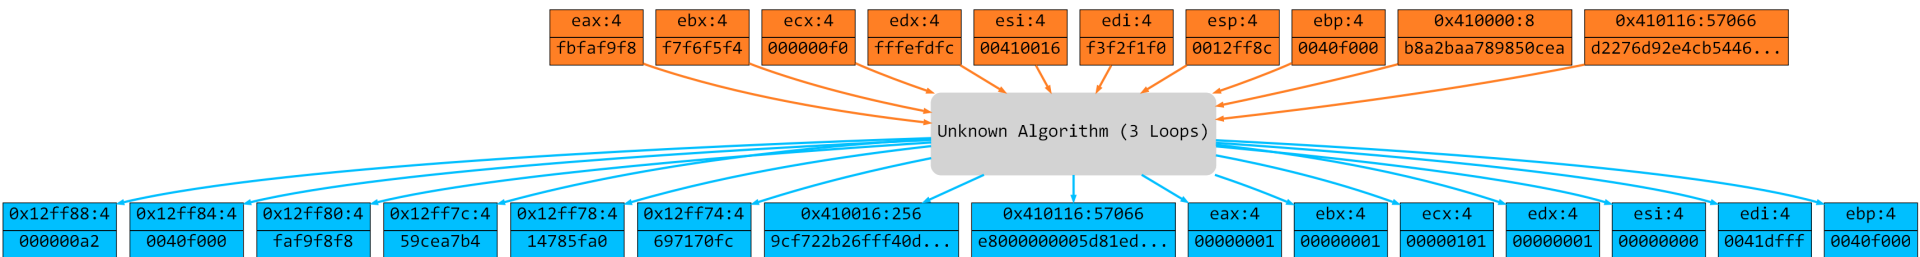 eax:4
fbfaf9f8
ebx:4
f7f6f5f4
ecx:4
000000f0
edx:4
fffefdfc
esi:4
00410016
edi:4
f3f2f1f0
esp:4
0012ff8c
ebp:4
0040f000
0x410000:8
b8a2baa789850cea
0x410116:57066
d2276d92e4cb5446...
Unknown Algorithm (3 Loops)
0x12ff88:4
000000a2
0x12ff84:4
0040f000
0x12ff80:4
faf9f8f8
0x12ff7c:4
59cea7b4
0x12ff78:4
14785fa0
0x12ff74:4
697170fc
0x410016:256
9cf722b26fff40d...
0x410116:57066
e8000000005d81ed...
eax:4
00000001
ebx:4
00000001
ecx:4
00000101
edx:4
00000001
esi:4
00000000
edi:4
0041dfff
ebp:4
0040f000